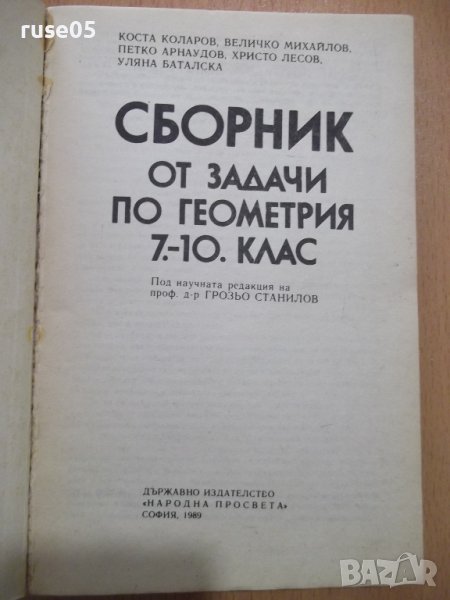 ruse05
КОСТА КОЛАРОВ, ВЕЛИЧКО МИХАЙЛОВ,
ПЕТКО АРНАУДОВ, ХРИСТО ЛЕСОВ,
УЛЯНА БАТАЛСКА
СБОРНИК
ОТ ЗАДАЧИ
ПО ГЕОМЕТРИЯ
7.–10. КЛАС
Под научната редакция на
проф. д-р ГРОЗЬО СТАНИЛОВ
ДЪРЖАВНО ИЗДАТЕЛСТВО
«НАРОДНА ПРОСВЕТА»
СОФИЯ, 1989
BAZAR